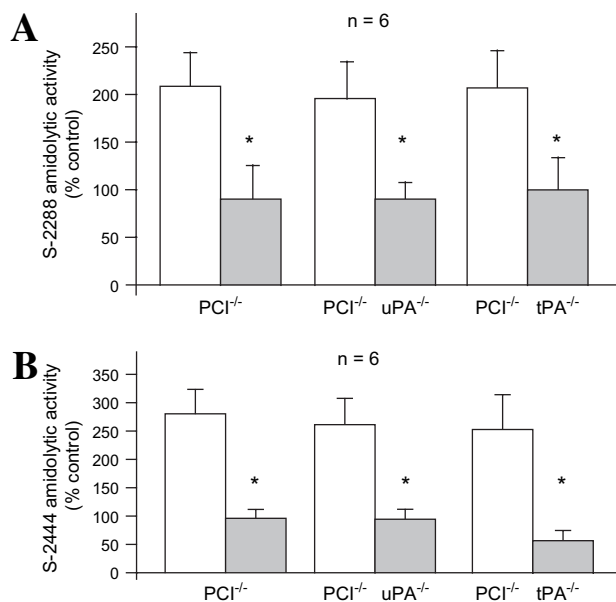 A
n = 6
S-2288 amidolytic activity
(% control)
250
200
150
100
50
0
*
*
*
PCI-/-
PCI-/- uPA-/-
PCI-/- tPA-/-
B
n = 6
S-2444 amidolytic activity
(% control)
350
300
250
200
150
100
50
0
*
*
*
PCI-/-
PCI-/- uPA-/-
PCI-/- tPA-/-